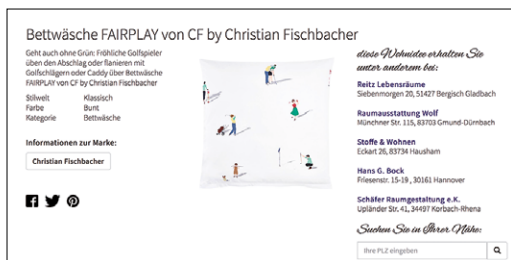 Bettwäsche FAIRPLAY von CF by Christian Fischbacher
Geht auch ohne Grün: Fröhliche Golfspieler
über den Abschlag oder flanieren mit
Golfschlägern oder Caddy über Bettwäsche
FAIRPLAY von CF by Christian Fischbacher
Stilwelt Klassisch
Farbe Bunt
Kategorie Bettwäsche
Informationen zur Marke:
Christian Fischbacher
diese Wohnidee erhalten Sie
unter anderem bei:
Reitz Lebensräume
Siebenmorgen 20, 51427 Bergisch Gladbach
Raumausstattung Wolf
Münchner Str. 115, 83703 Gmund-Dürnbach
Stoffe & Wohnen
Eckart 26, 83734 Hausham
Hans G. Bock
Friesenstr. 15-19 , 30161 Hannover
Schäfer Raumgestaltung e.K.
Upländer Str. 41, 34497 Korbach-Rhena
Suchen Sie in Ihrer Nähe:
Ihre PLZ eingeben